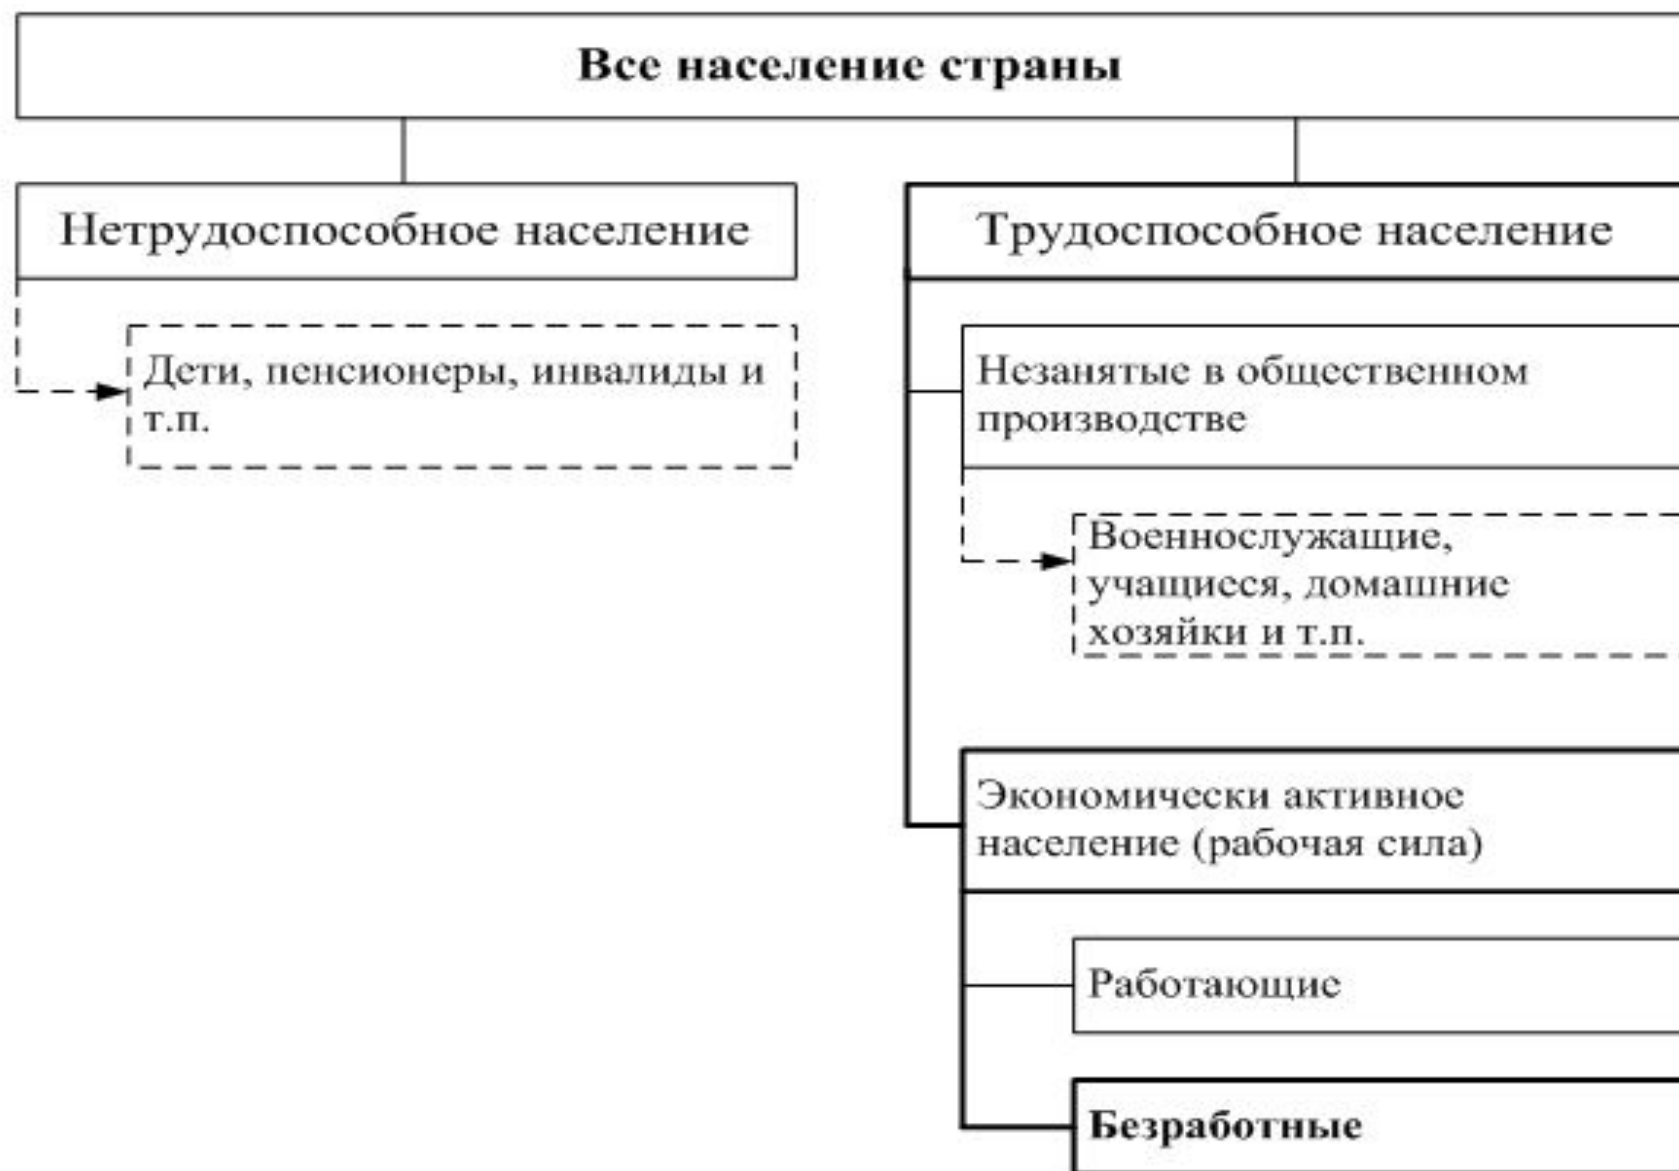 Все население страны
Нетрудоспособное население
Трудоспособное население
Дети, пенсионеры, инвалиды и
т.п.
Незанятые в общественном
производстве
Военнослужащие,
учащиеся, домашние
хозяйки и т.п.
Экономически активное
население (рабочая сила)
Работающие
Безработные